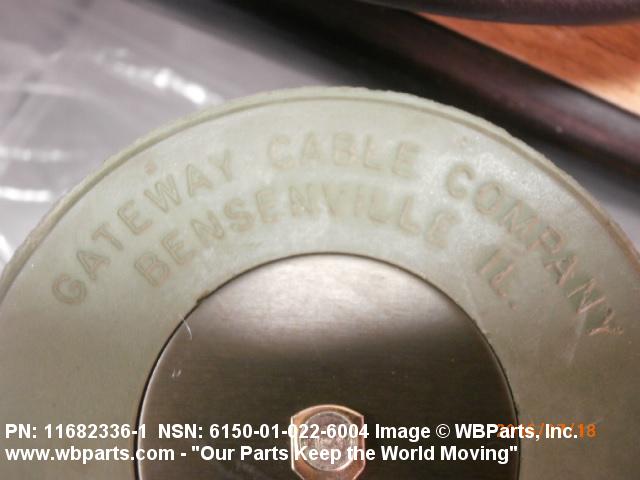 GATEWAY CABLE COMPANY
BENSENVILLE IL.
PN: 11682336-1 NSN: 6150-01-022-6004 Image © WBParts, Inc.
www.wbparts.com - "Our Parts Keep the World Moving"